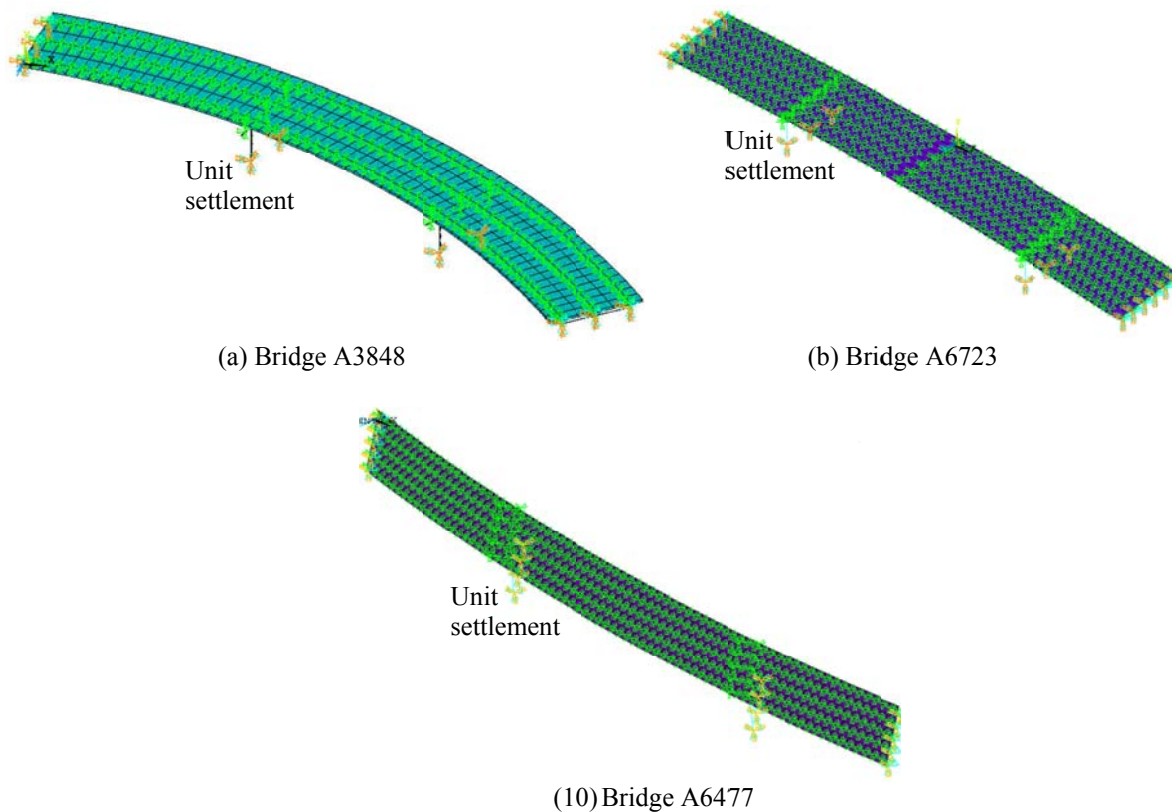 Unit
settlement
Unit
settlement
(a) Bridge A3848
(b) Bridge A6723
Unit
settlement
(10) Bridge A6477